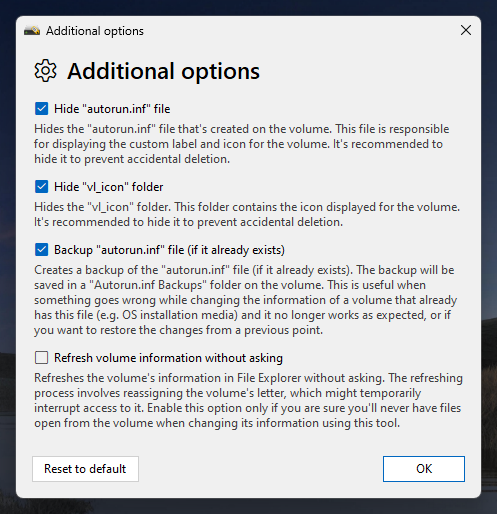 Additional options
Additional options
Hide "autorun.inf" file
Hides the "autorun.inf" file that's created on the volume. This file is responsible
for displaying the custom label and icon for the volume. It's recommended to
hide it to prevent accidental deletion.
Hide "vl_icon" folder
Hides the "vl_icon" folder. This folder contains the icon displayed for the volume.
It's recommended to hide it to prevent accidental deletion.
Backup "autorun.inf" file (if it already exists)
Creates a backup of the "autorun.inf" file (if it already exists). The backup will be
saved in a "Autorun.inf Backups" folder on the volume. This is useful when
something goes wrong while changing the information of a volume that already
has this file (e.g. OS installation media) and it no longer works as expected, or if
you want to restore the changes from a previous point.
Refresh volume information without asking
Refreshes the volume's information in File Explorer without asking. The refreshing
process involves reassigning the volume's letter, which might temporarily
interrupt access to it. Enable this option only if you are sure you'll never have files
open from the volume when changing its information using this tool.
Reset to default
OK